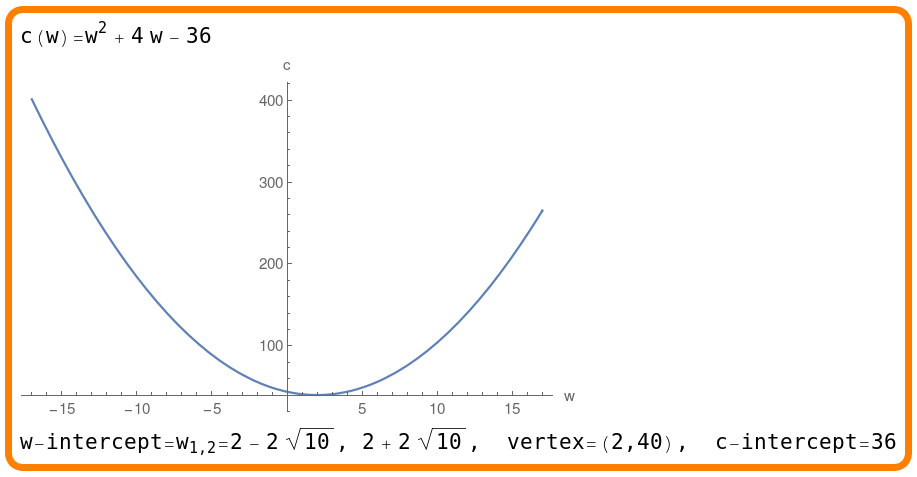 c(w)=w² + 4 w − 36
c
400
300
200
100
−15 −10 −5 5 10 15 w
w−intercept=w₁,₂=2 − 2 √10 , 2 + 2 √10 , vertex=(2,40), c−intercept=36